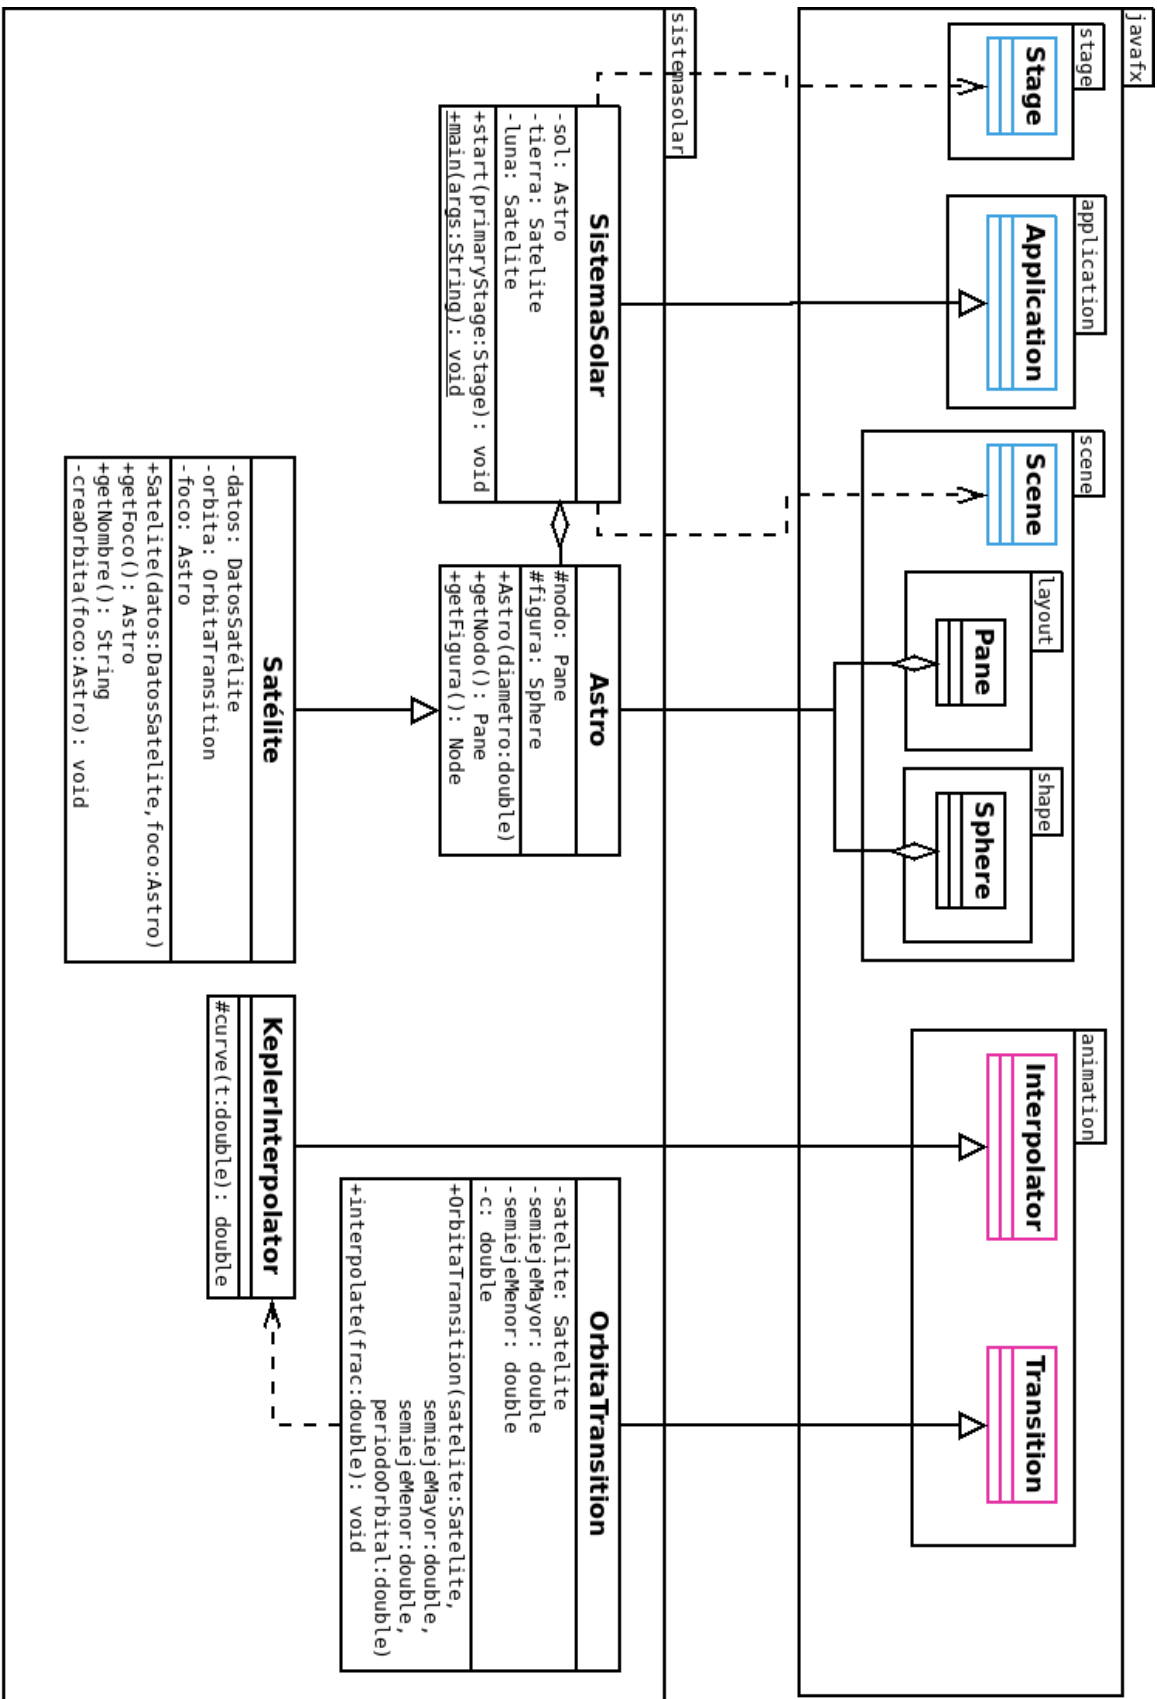 javafx
stage
Stage
application
Application
scene
Scene
layout
Pane
shape
Sphere
animation
Interpolator
Transition
sistemasolar
SistemaSolar
-sol: Astro
-tierra: Satelite
-luna: Satelite
+start(primaryStage:Stage): void
+main(args:String): void
Astro
#nodo: Pane
#figura: Sphere
+Astro(diametro:double)
+getNodo(): Pane
+getFigura(): Node
OrbitaTransition
-satelite: Satelite
-semiejeMayor: double
-semiejeMenor: double
-c: double
+OrbitaTransition(satelite:Satelite,
semiejeMayor:double,
semiejeMenor:double,
periodoOrbital:double)
+interpolate(frac:double): void
Satélite
-datos: DatosSatélite
-orbita: OrbitaTransition
-foco: Astro
+Satelite(datos:DatosSatelite,foco:Astro)
+getFoco(): Astro
+getNombre(): String
-creaOrbita(foco:Astro): void
KeplerInterpolator
#curve(t:double): double